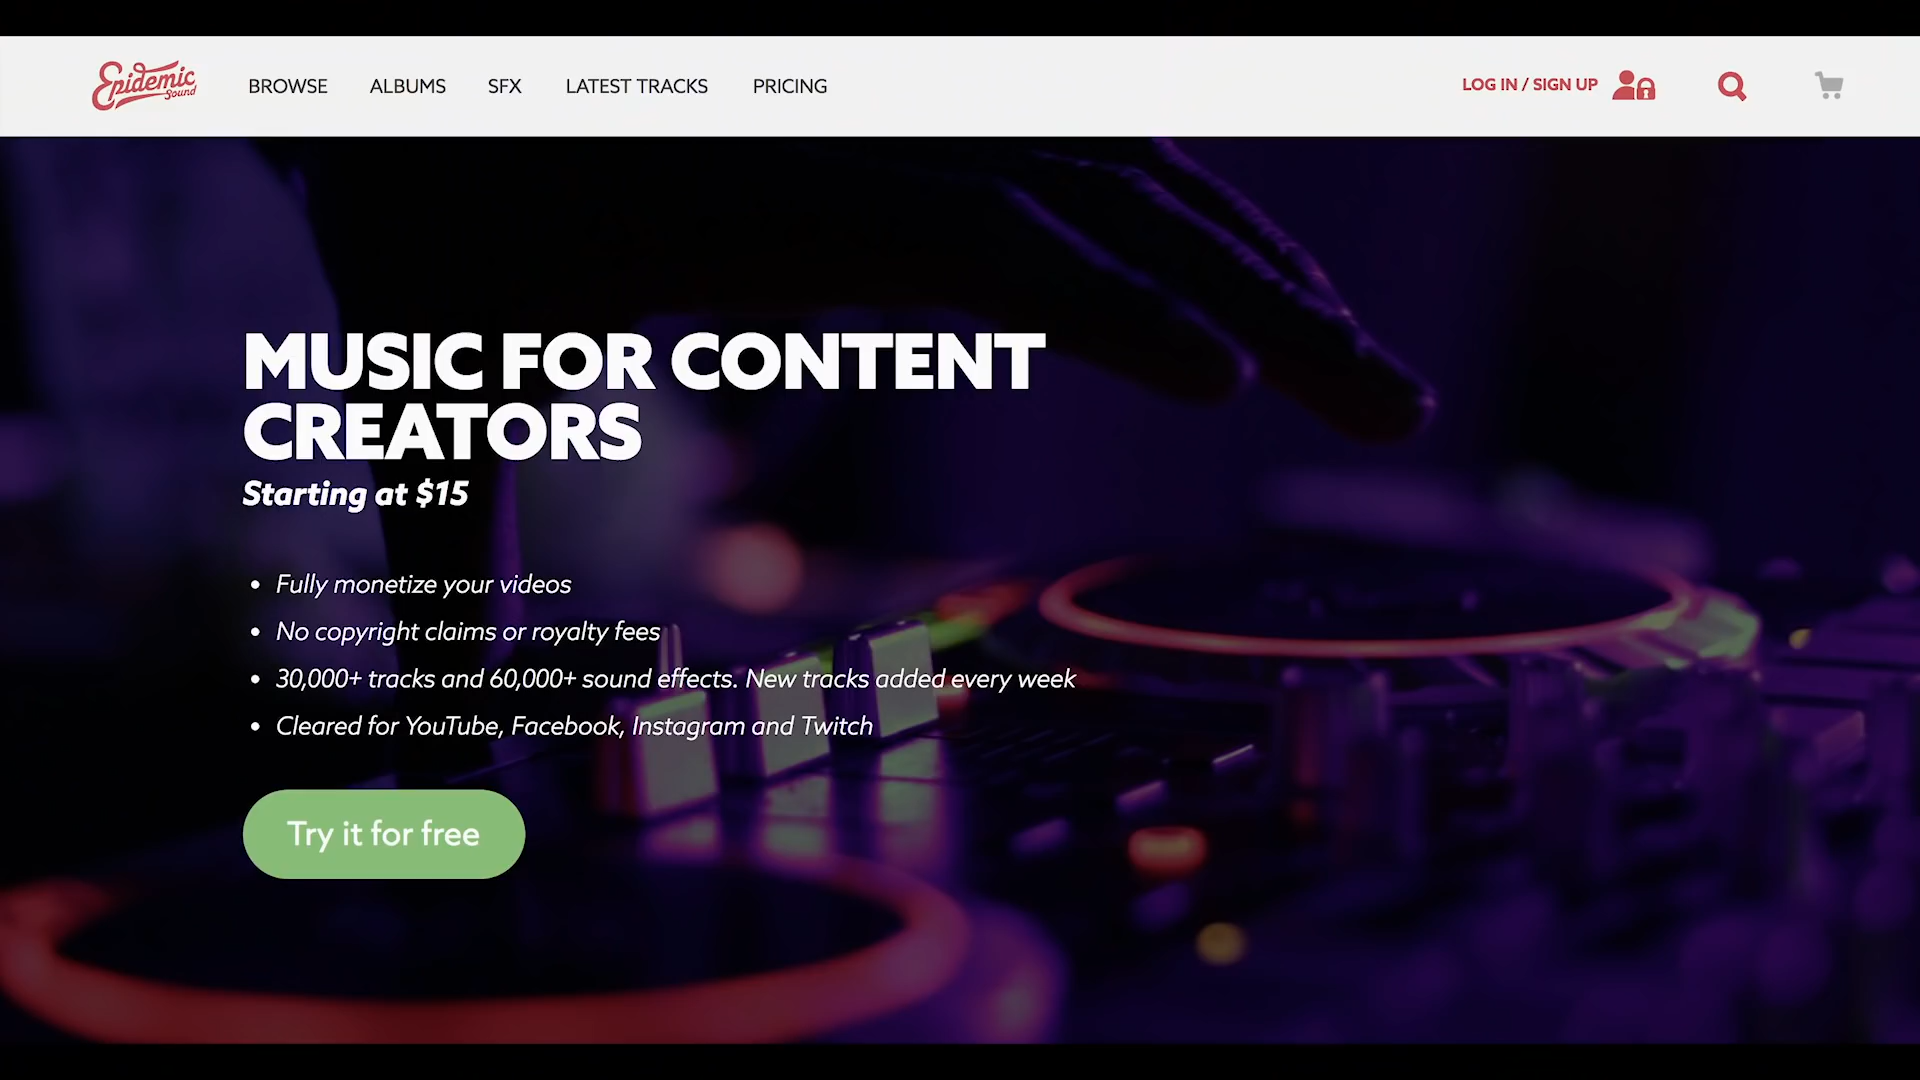 Epidemic Sound
BROWSE
ALBUMS
SFX
LATEST TRACKS
PRICING
LOG IN / SIGN UP
MUSIC FOR CONTENT
CREATORS
Starting at $15
• Fully monetize your videos
• No copyright claims or royalty fees
• 30,000+ tracks and 60,000+ sound effects. New tracks added every week
• Cleared for YouTube, Facebook, Instagram and Twitch
Try it for free